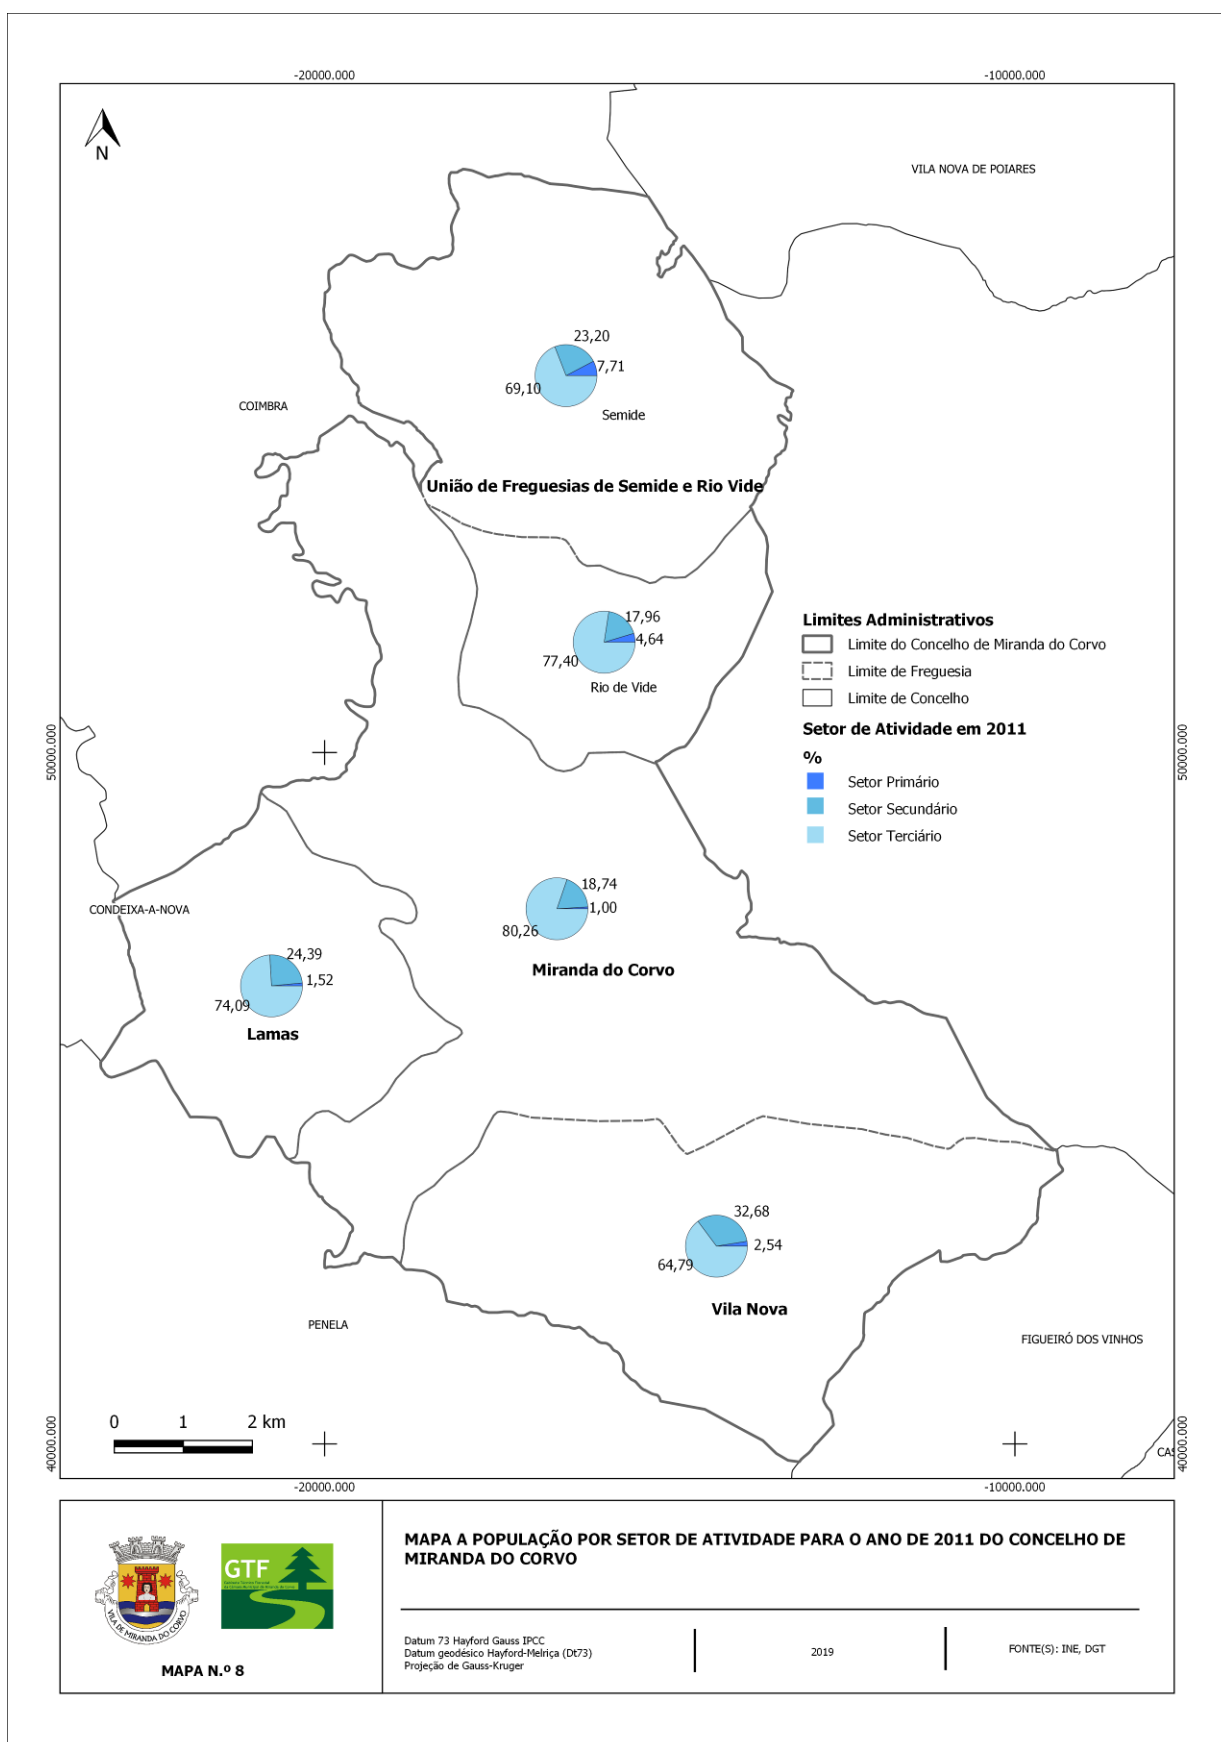 -20000.000
-10000.000
N
VILA NOVA DE POIARES
23,20
7,71
69,10
Semide
COIMBRA
União de Freguesias de Semide e Rio Vide
17,96
4,64
77,40
Rio de Vide
Limites Administrativos
Limite do Concelho de Miranda do Corvo
Limite de Freguesia
Limite de Concelho
Setor de Atividade em 2011
%
Setor Primário
Setor Secundário
Setor Terciário
50000.000
50000.000
18,74
1,00
80,26
Miranda do Corvo
CONDEIXA-A-NOVA
24,39
1,52
74,09
Lamas
32,68
2,54
64,79
Vila Nova
PENELA
FIGUEIRÓ DOS VINHOS
0 1 2 km
40000.000
40000.000
CAS
-20000.000
-10000.000
GTF
VILA DE MIRANDA DO CORVO
MAPA N.º 8
MAPA A POPULAÇÃO POR SETOR DE ATIVIDADE PARA O ANO DE 2011 DO CONCELHO DE
MIRANDA DO CORVO
Datum 73 Hayford Gauss IPCC
Datum geodésico Hayford-Melriça (Dt73)
Projeção de Gauss-Kruger
2019
FONTE(S): INE, DGT